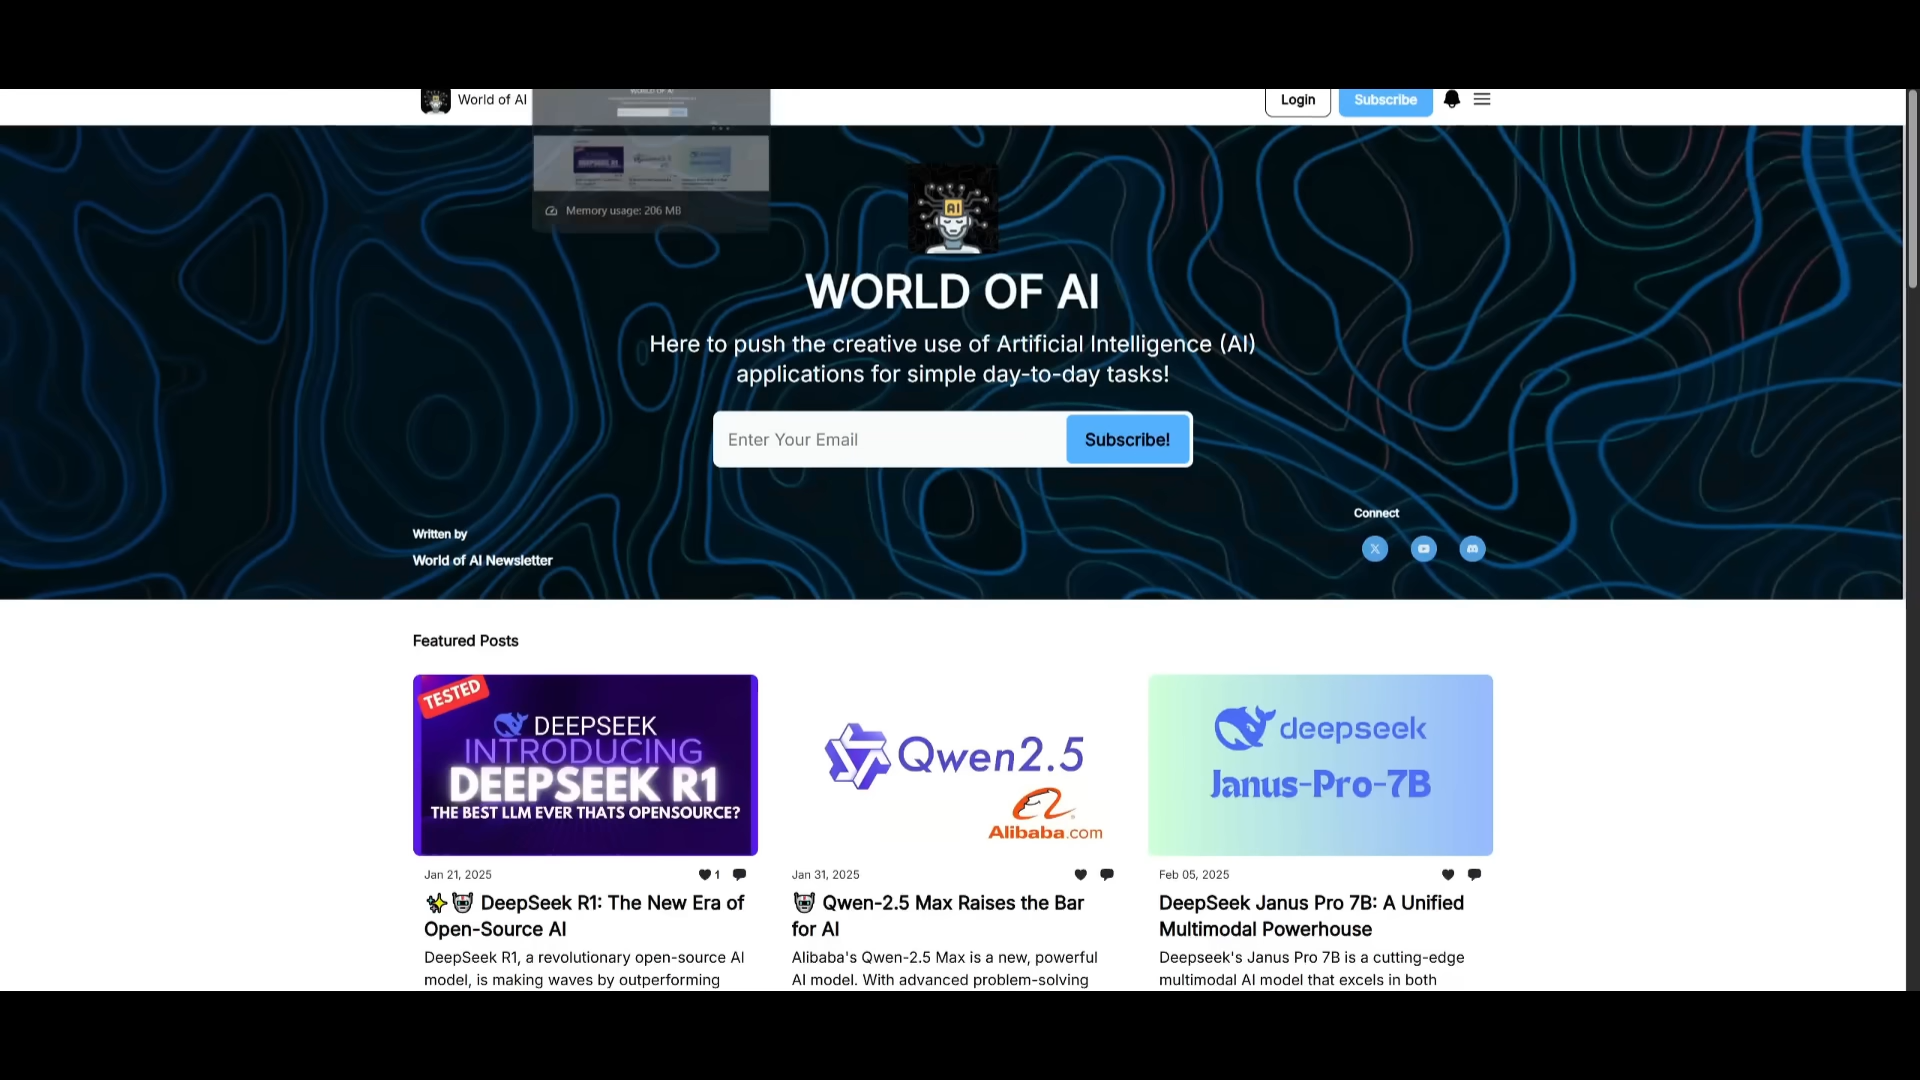 World of AI
Login
Subscribe
WORLD OF AI
Memory usage: 206 MB
AI
WORLD OF AI
Here to push the creative use of Artificial Intelligence (AI)
applications for simple day-to-day tasks!
Enter Your Email
Subscribe!
Written by
World of AI Newsletter
Connect
Featured Posts
TESTED
DEEPSEEK
INTRODUCING
DEEPSEEK R1
THE BEST LLM EVER THATS OPENSOURCE?
Qwen2.5
Alibaba.com
deepseek
Janus-Pro-7B
Jan 21, 2025
1
✨🤖 DeepSeek R1: The New Era of
Open-Source AI
DeepSeek R1, a revolutionary open-source AI
model, is making waves by outperforming
Jan 31, 2025
🤖 Qwen-2.5 Max Raises the Bar
for AI
Alibaba's Qwen-2.5 Max is a new, powerful
AI model. With advanced problem-solving
Feb 05, 2025
DeepSeek Janus Pro 7B: A Unified
Multimodal Powerhouse
Deepseek's Janus Pro 7B is a cutting-edge
multimodal AI model that excels in both